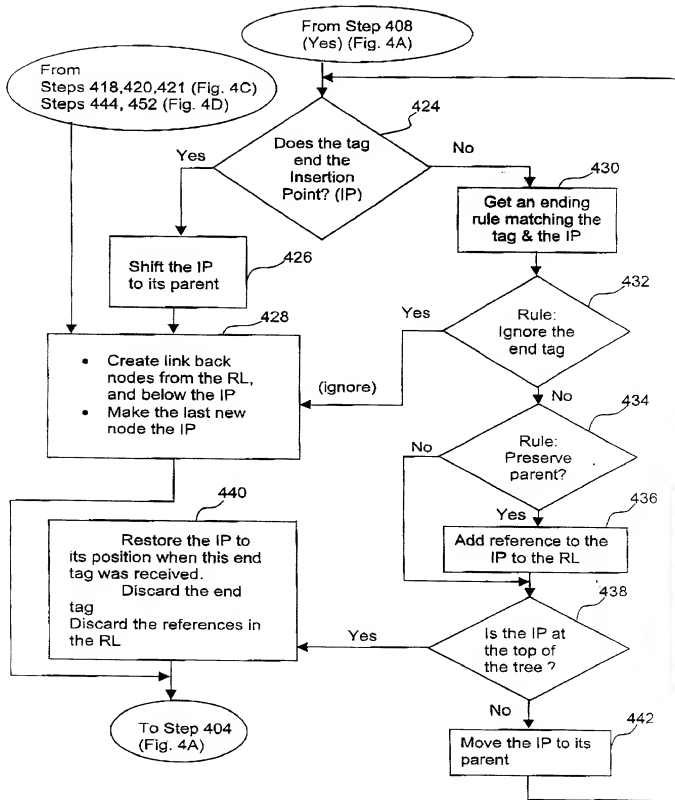 From Step 408
(Yes) (Fig. 4A)
From
Steps 418,420,421 (Fig. 4C)
Steps 444, 452 (Fig. 4D)
424
Does the tag
end the
Insertion
Point? (IP)
Yes
No
430
Get an ending
rule matching the
tag & the IP
Shift the IP
to its parent
426
432
Rule:
Ignore the
end tag
Yes
(ignore)
No
428
• Create link back
nodes from the RL,
and below the IP
• Make the last new
node the IP
434
Rule:
Preserve
parent?
No
Yes
436
Add reference to the
IP to the RL
440
Restore the IP to
its position when this end
tag was received.
Discard the end
tag
Discard the references in
the RL
438
Is the IP at
the top of
the tree ?
Yes
No
442
Move the IP to its
parent
To Step 404
(Fig. 4A)